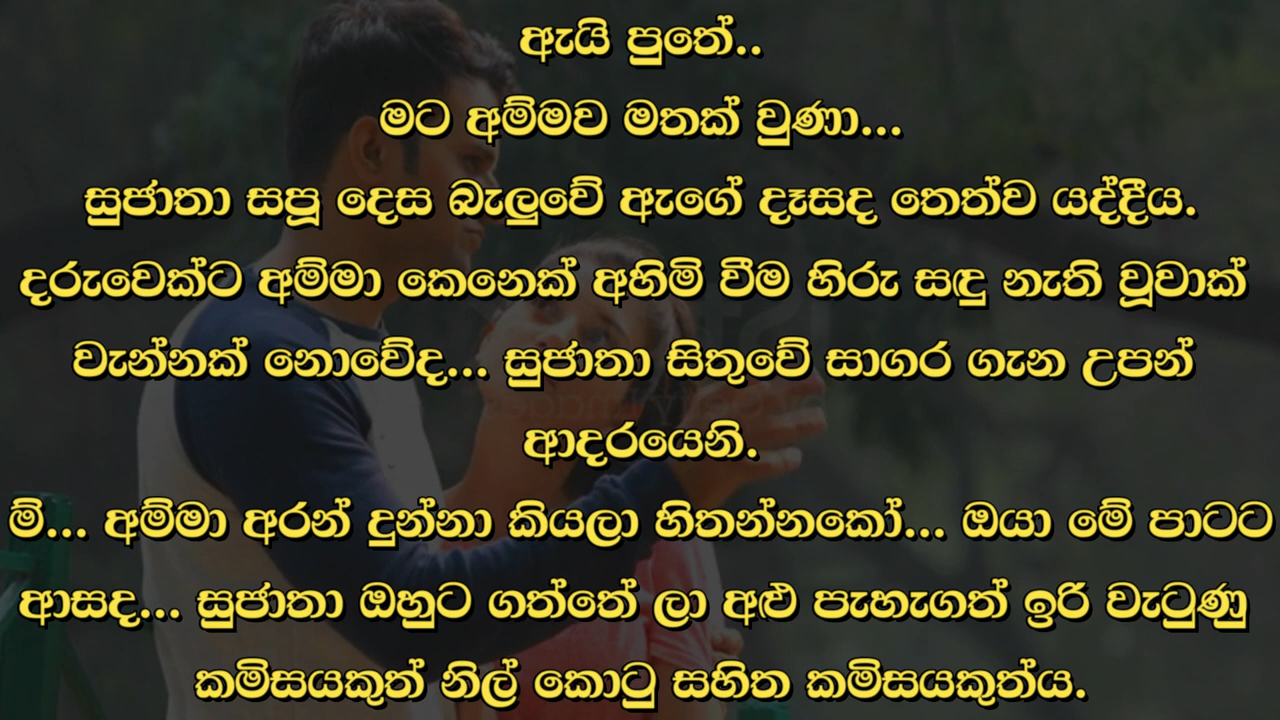 ඇයි පුතේ..
මට අම්මව මතක් වුණා...
සුජාතා සපූ දෙස බැලුවේ ඇගේ දෑසද තෙත්ව යද්දීය.
දරුවෙක්ට අම්මා කෙනෙක් අහිමි වීම හිරු සඳු නැති වූවාක්
වැන්නක් නොවේද... සුජාතා සිතුවේ සාගර ගැන උපන්
ආදරයෙනි.
ම්... අම්මා අරන් දුන්නා කියලා හිතන්නකෝ... ඔයා මේ පාටට
ආසද... සුජාතා ඔහුට ගත්තේ ලා අළු පැහැගත් ඉරි වැටුණු
කමිසයකුත් නිල් කොටු සහිත කමිසයකුත්ය.